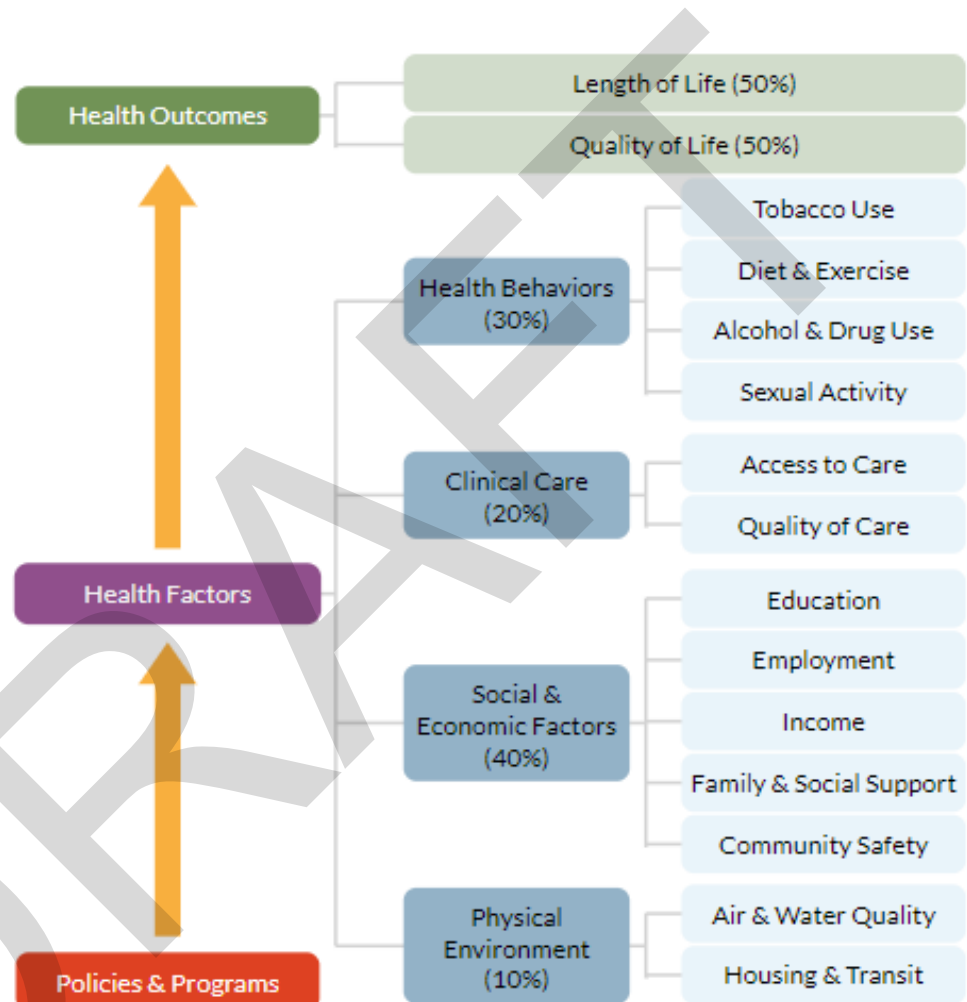 Health Outcomes
Length of Life (50%)
Quality of Life (50%)
Health Factors
Health Behaviors
(30%)
Tobacco Use
Diet & Exercise
Alcohol & Drug Use
Sexual Activity
Clinical Care
(20%)
Access to Care
Quality of Care
Social &
Economic Factors
(40%)
Education
Employment
Income
Family & Social Support
Community Safety
Physical
Environment
(10%)
Air & Water Quality
Housing & Transit
Policies & Programs
DRAFT